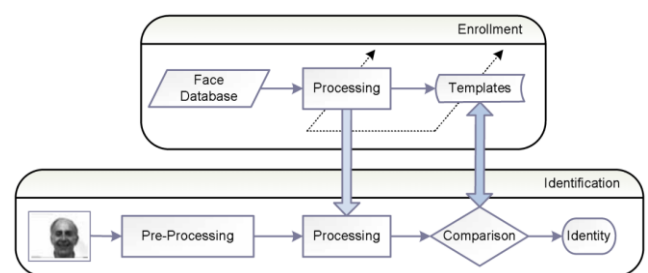 Enrollment
Face
Database
Processing
Templates
Identification
Pre-Processing
Processing
Comparison
Identity